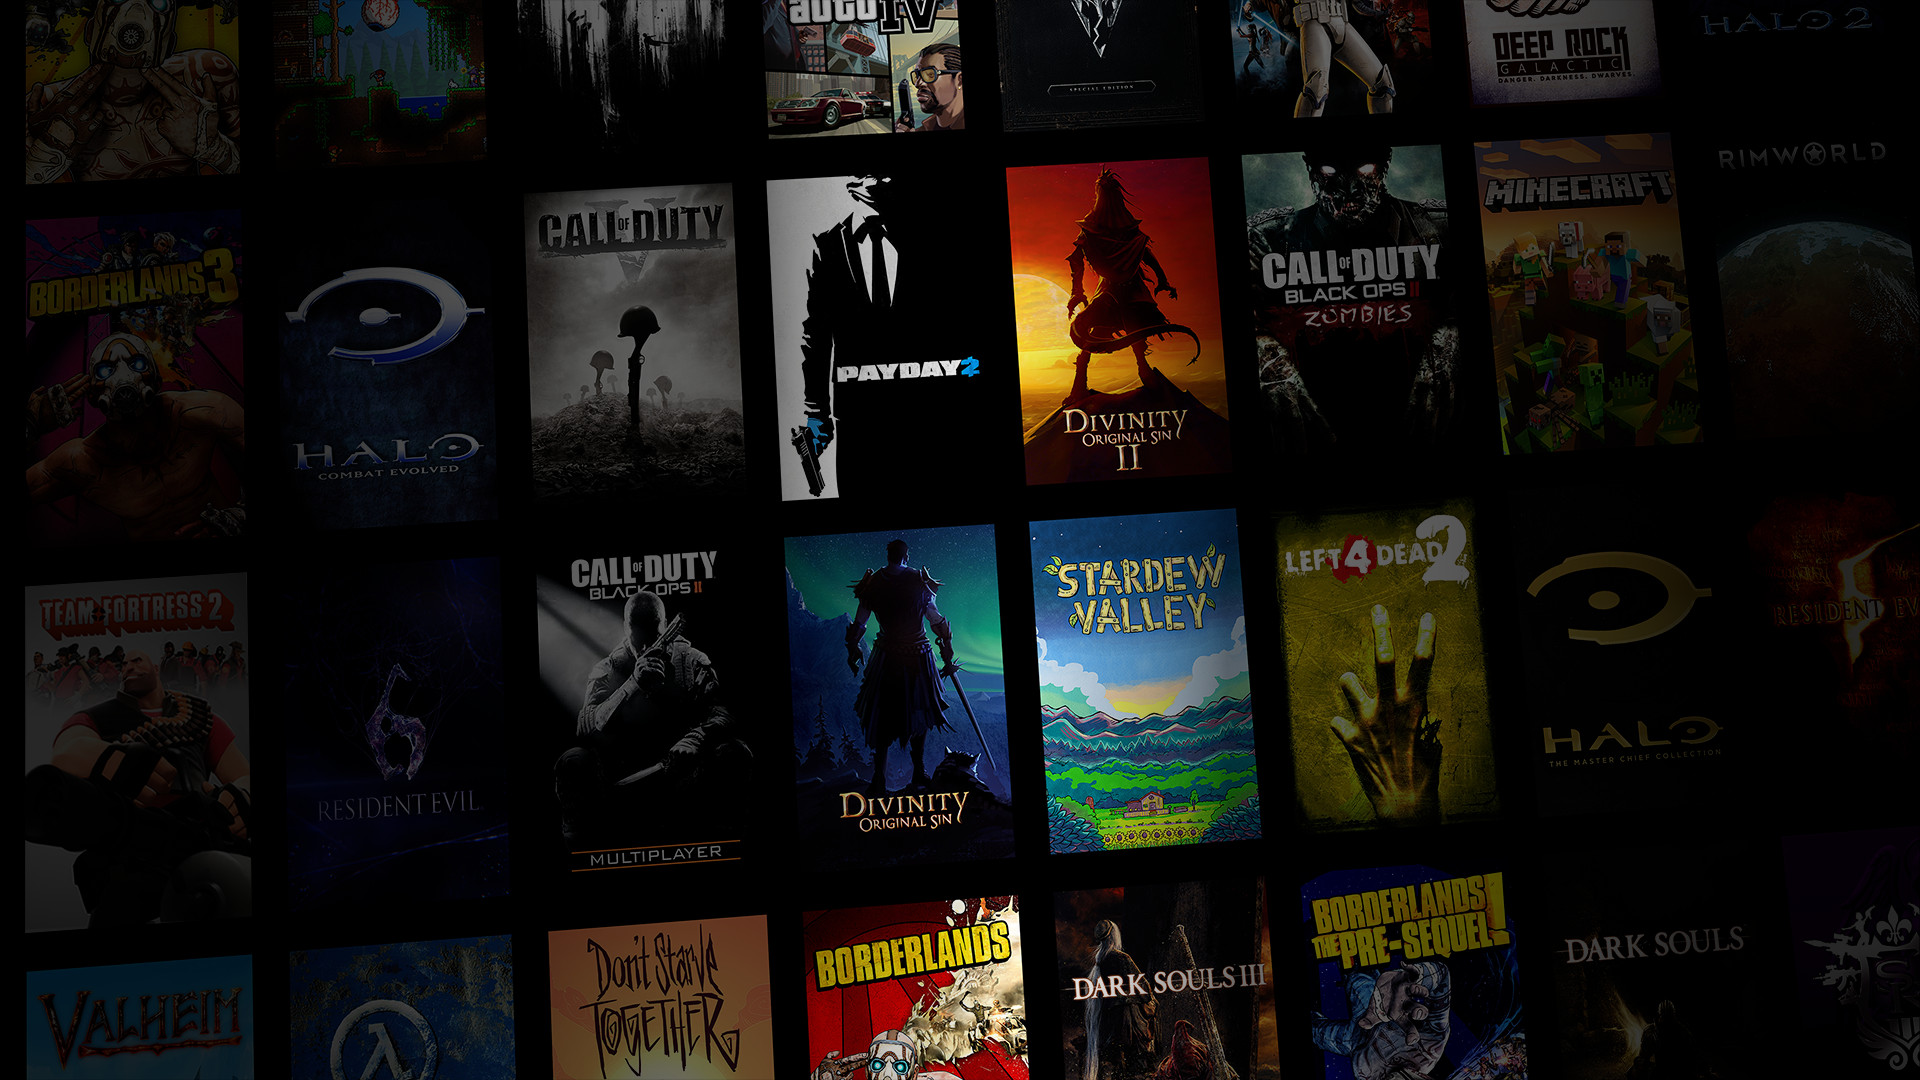 auto IV
SPECIAL EDITION
DEEP ROCK
GALACTIC
DANGER. DARKNESS. DWARVES.
HALO 2
BORDERLANDS 3
HALO
COMBAT EVOLVED
CALL OF DUTY
V
PAYDAY 2
DIVINITY
ORIGINAL SIN
II
CALL OF DUTY
BLACK OPS II
ZOMBIES
MINECRAFT
RIMWORLD
TEAM FORTRESS 2
6
RESIDENT EVIL
CALL OF DUTY
BLACK OPS II
MULTIPLAYER
DIVINITY
ORIGINAL SIN
STARDEW
VALLEY
LEFT 4 DEAD 2
HALO
THE MASTER CHIEF COLLECTION
RESIDENT EV
VALHEIM
λ
Don't Starve
TOGETHER
BORDERLANDS
DARK SOULS III
BORDERLANDS
THE PRE-SEQUEL!
DARK SOULS